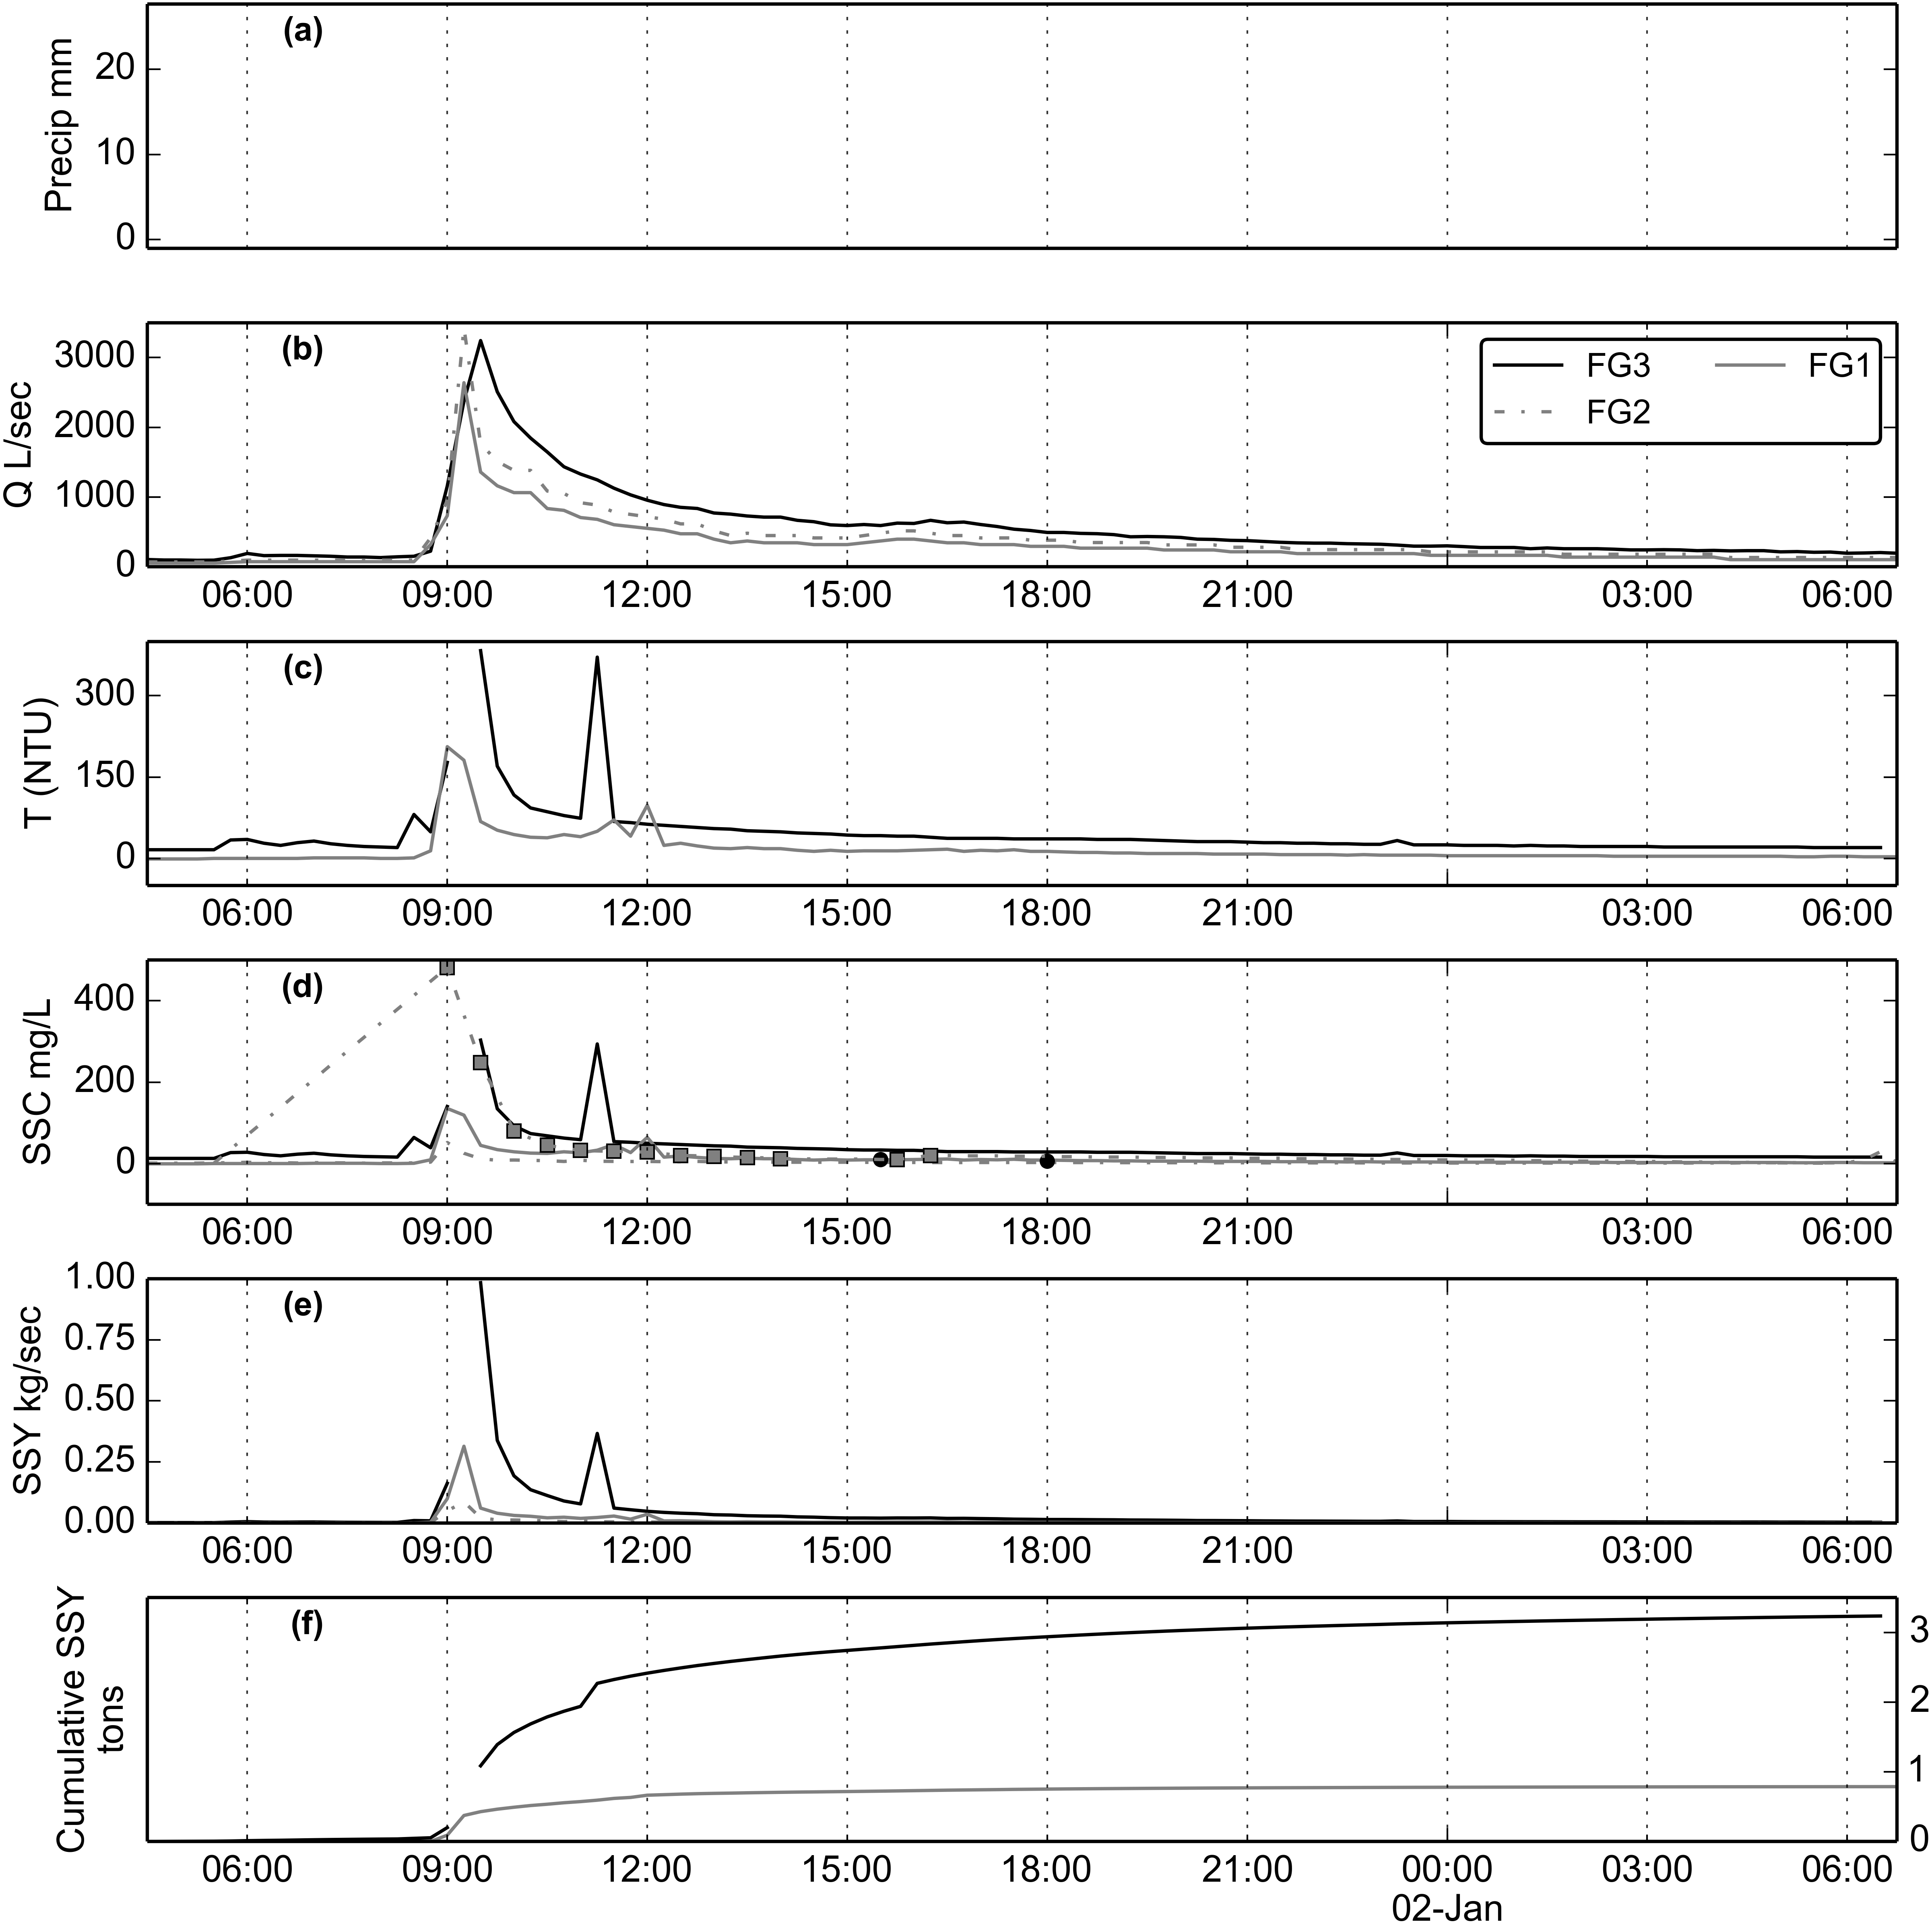 (a)
Precip mm
20
10
0
(b)
Q L/sec
3000
2000
1000
0
FG3 FG1
FG2
06:00 09:00 12:00 15:00 18:00 21:00 03:00 06:00
(c)
T (NTU)
300
150
0
06:00 09:00 12:00 15:00 18:00 21:00 03:00 06:00
(d)
SSC mg/L
400
200
0
06:00 09:00 12:00 15:00 18:00 21:00 03:00 06:00
(e)
SSY kg/sec
1.00
0.75
0.50
0.25
0.00
06:00 09:00 12:00 15:00 18:00 21:00 03:00 06:00
(f)
Cumulative SSY
tons
3
2
1
0
06:00 09:00 12:00 15:00 18:00 21:00 00:00 03:00 06:00
02-Jan